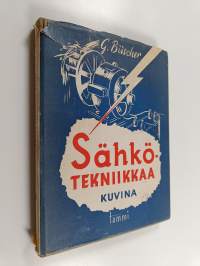 G. Büscher
Sähkö-
TEKNIIKKAA
KUVINA
tammi